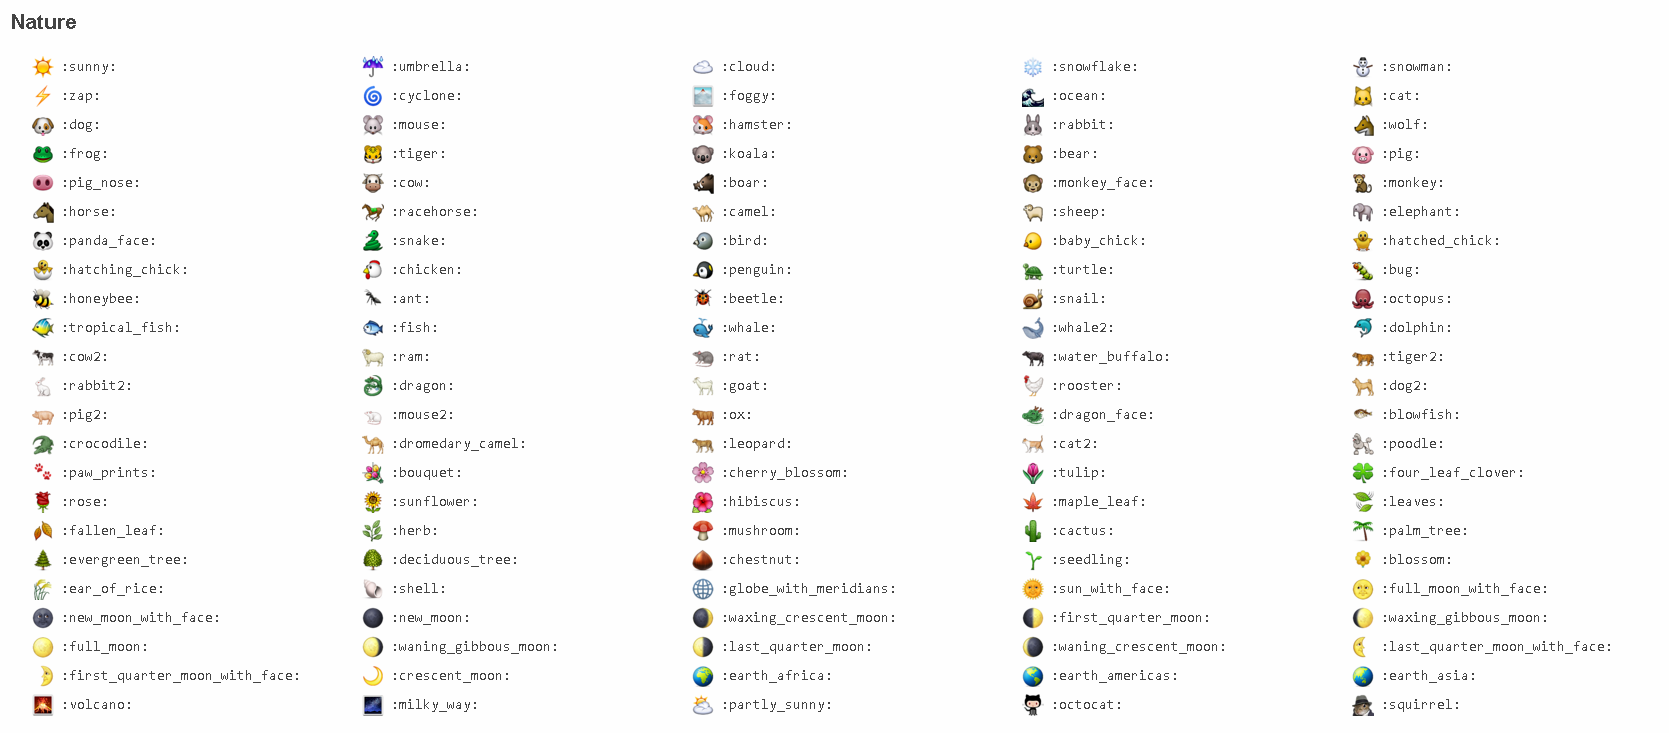 Nature
:sunny: :umbrella: :cloud: :snowflake: :snowman:
:zap: :cyclone: :foggy: :ocean: :cat:
:dog: :mouse: :hamster: :rabbit: :wolf:
:frog: :tiger: :koala: :bear: :pig:
:pig_nose: :cow: :boar: :monkey_face: :monkey:
:horse: :racehorse: :camel: :sheep: :elephant:
:panda_face: :snake: :bird: :baby_chick: :hatched_chick:
:hatching_chick: :chicken: :penguin: :turtle: :bug:
:honeybee: :ant: :beetle: :snail: :octopus:
:tropical_fish: :fish: :whale: :whale2: :dolphin:
:cow2: :ram: :rat: :water_buffalo: :tiger2:
:rabbit2: :dragon: :goat: :rooster: :dog2:
:pig2: :mouse2: :ox: :dragon_face: :blowfish:
:crocodile: :dromedary_camel: :leopard: :cat2: :poodle:
:paw_prints: :bouquet: :cherry_blossom: :tulip: :four_leaf_clover:
:rose: :sunflower: :hibiscus: :maple_leaf: :leaves:
:fallen_leaf: :herb: :mushroom: :cactus: :palm_tree:
:evergreen_tree: :deciduous_tree: :chestnut: :seedling: :blossom:
:ear_of_rice: :shell: :globe_with_meridians: :sun_with_face: :full_moon_with_face:
:new_moon_with_face: :new_moon: :waxing_crescent_moon: :first_quarter_moon: :waxing_gibbous_moon:
:full_moon: :waning_gibbous_moon: :last_quarter_moon: :waning_crescent_moon: :last_quarter_moon_with_face:
:first_quarter_moon_with_face: :crescent_moon: :earth_africa: :earth_americas: :earth_asia:
:volcano: :milky_way: :partly_sunny: :octocat: :squirrel: